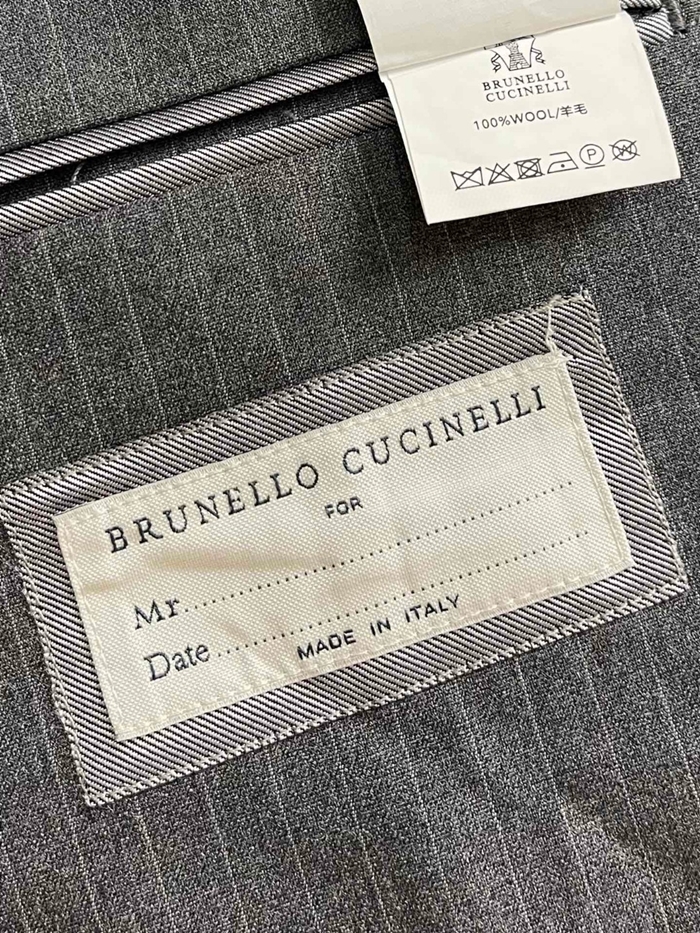 BRUNELLO
CUCINELLI
100%WOOL/羊毛
P
BRUNELLO CUCINELLI
FOR
Mr..............................
Date..............................
MADE IN ITALY